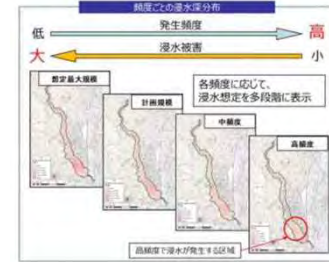 頻度ごとの浸水深分布
発生頻度
低
高
浸水被害
大
小
想定最大規模
計画規模
中頻度
高頻度
各頻度に応じて、
浸水想定を多段階に表示
高頻度で浸水が発生する区域